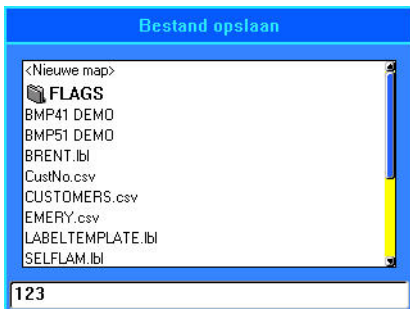 Bestand opslaan
<Nieuwe map>
FLAGS
BMP41 DEMO
BMP51 DEMO
BRENT.lbl
CustNo.csv
CUSTOMERS.csv
EMERY.csv
LABELTEMPLATE.lbl
SELFLAM.lbl
123